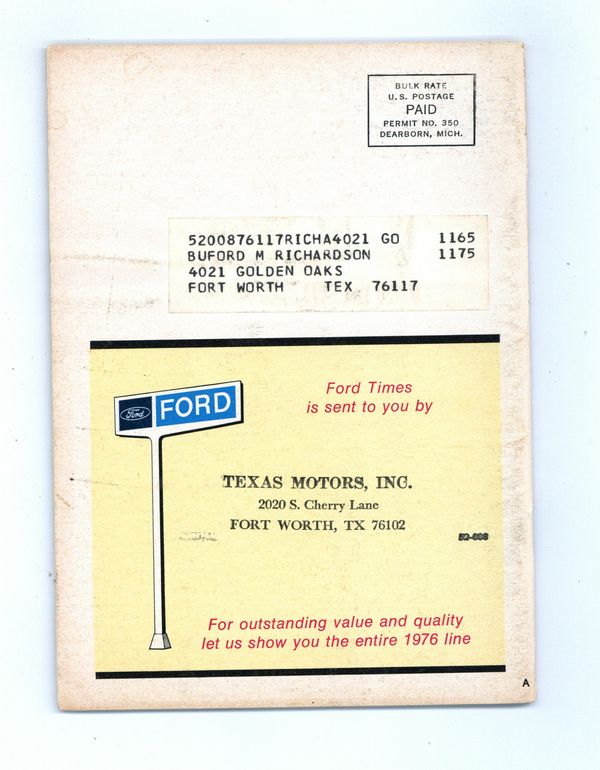 BULK RATE
U.S. POSTAGE
PAID
PERMIT NO. 350
DEARBORN, MICH.
5200876117RICHA4021 GO 1165
BUFORD M RICHARDSON 1175
4021 GOLDEN OAKS
FORT WORTH TEX 76117
Ford
FORD
Ford Times
is sent to you by
TEXAS MOTORS, INC.
2020 S. Cherry Lane
FORT WORTH, TX 76102
For outstanding value and quality
let us show you the entire 1976 line
A